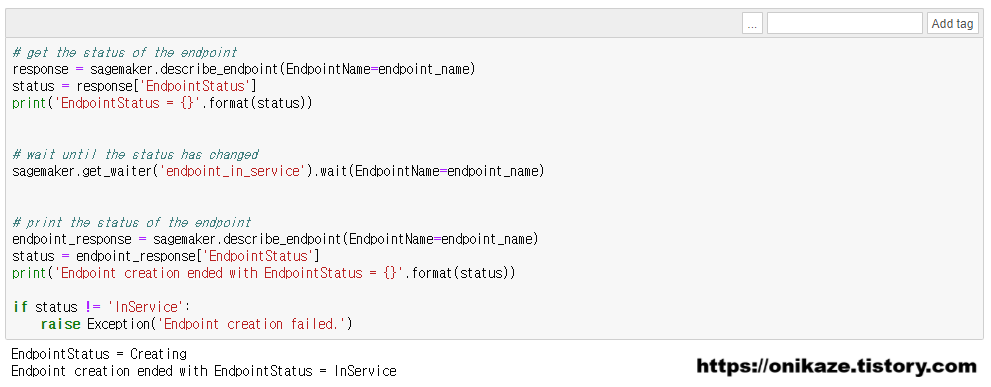 ...
Add tag
# get the status of the endpoint
response = sagemaker.describe_endpoint(EndpointName=endpoint_name)
status = response['EndpointStatus']
print('EndpointStatus = {}'.format(status))
# wait until the status has changed
sagemaker.get_waiter('endpoint_in_service').wait(EndpointName=endpoint_name)
# print the status of the endpoint
endpoint_response = sagemaker.describe_endpoint(EndpointName=endpoint_name)
status = endpoint_response['EndpointStatus']
print('Endpoint creation ended with EndpointStatus = {}'.format(status))
if status != 'InService':
    raise Exception('Endpoint creation failed.')
EndpointStatus = Creating
Endpoint creation ended with EndpointStatus = InService
https://onikaze.tistory.com